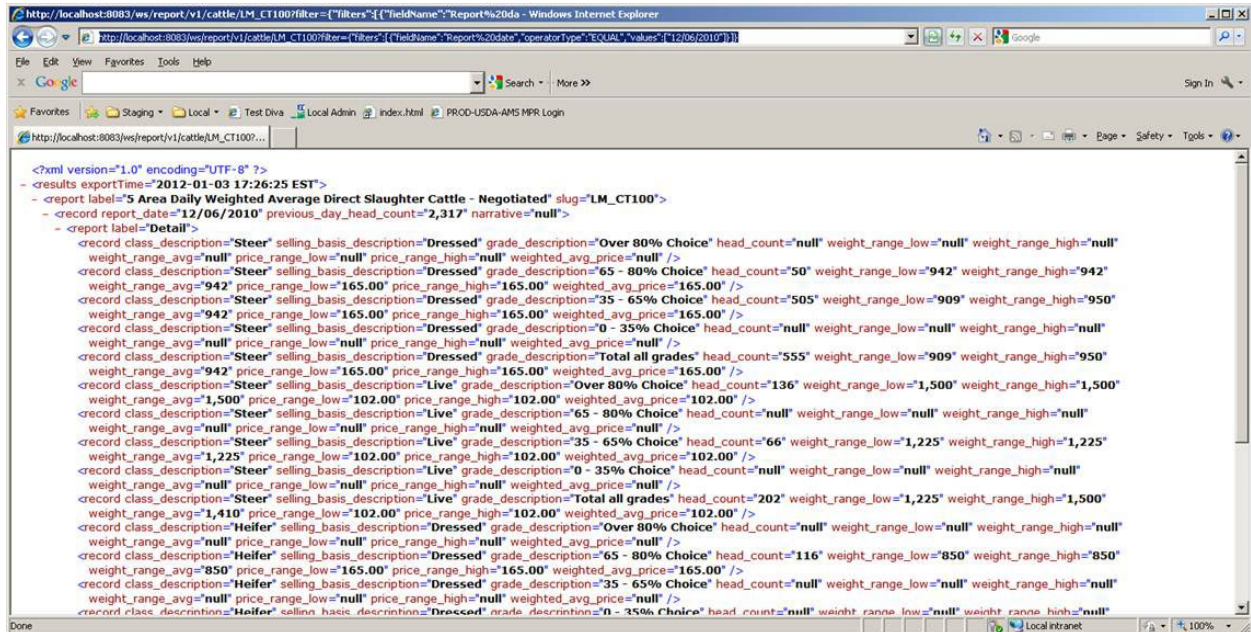 http://localhost:8083/ws/report/v1/cattle/LM_CT100?filter={"filters":[{"fieldName":"Report%20da - Windows Internet Explorer
http://localhost:8083/ws/report/v1/cattle/LM_CT100?filter={"filters":[{"fieldName":"Report%20date","operatorType":"EQUAL","values":["12/06/2010"]}]}
Google
File Edit View Favorites Tools Help
x Google Search More >> Sign In
Favorites Staging Local Test Diva Local Admin index.html PROD-USDA-AMS MPR Login
http://localhost:8083/ws/report/v1/cattle/LM_CT100?... Page Safety Tools
<?xml version="1.0" encoding="UTF-8" ?>
- <results exportTime="2012-01-03 17:26:25 EST">
- <report label="5 Area Daily Weighted Average Direct Slaughter Cattle - Negotiated" slug="LM_CT100">
- <record report_date="12/06/2010" previous_day_head_count="2,317" narrative="null">
- <report label="Detail">
<record class_description="Steer" selling_basis_description="Dressed" grade_description="Over 80% Choice" head_count="null" weight_range_low="null" weight_range_high="null"
weight_range_avg="null" price_range_low="null" price_range_high="null" weighted_avg_price="null" />
<record class_description="Steer" selling_basis_description="Dressed" grade_description="65 - 80% Choice" head_count="50" weight_range_low="942" weight_range_high="942"
weight_range_avg="942" price_range_low="165.00" price_range_high="165.00" weighted_avg_price="165.00" />
<record class_description="Steer" selling_basis_description="Dressed" grade_description="35 - 65% Choice" head_count="505" weight_range_low="909" weight_range_high="950"
weight_range_avg="942" price_range_low="165.00" price_range_high="165.00" weighted_avg_price="165.00" />
<record class_description="Steer" selling_basis_description="Dressed" grade_description="0 - 35% Choice" head_count="null" weight_range_low="null" weight_range_high="null"
weight_range_avg="null" price_range_low="null" price_range_high="null" weighted_avg_price="null" />
<record class_description="Steer" selling_basis_description="Dressed" grade_description="Total all grades" head_count="555" weight_range_low="909" weight_range_high="950"
weight_range_avg="942" price_range_low="165.00" price_range_high="165.00" weighted_avg_price="165.00" />
<record class_description="Steer" selling_basis_description="Live" grade_description="Over 80% Choice" head_count="136" weight_range_low="1,500" weight_range_high="1,500"
weight_range_avg="1,500" price_range_low="102.00" price_range_high="102.00" weighted_avg_price="102.00" />
<record class_description="Steer" selling_basis_description="Live" grade_description="65 - 80% Choice" head_count="null" weight_range_low="null" weight_range_high="null"
weight_range_avg="null" price_range_low="null" price_range_high="null" weighted_avg_price="null" />
<record class_description="Steer" selling_basis_description="Live" grade_description="35 - 65% Choice" head_count="66" weight_range_low="1,225" weight_range_high="1,225"
weight_range_avg="1,225" price_range_low="102.00" price_range_high="102.00" weighted_avg_price="102.00" />
<record class_description="Steer" selling_basis_description="Live" grade_description="0 - 35% Choice" head_count="null" weight_range_low="null" weight_range_high="null"
weight_range_avg="null" price_range_low="null" price_range_high="null" weighted_avg_price="null" />
<record class_description="Steer" selling_basis_description="Live" grade_description="Total all grades" head_count="202" weight_range_low="1,225" weight_range_high="1,500"
weight_range_avg="1,410" price_range_low="102.00" price_range_high="102.00" weighted_avg_price="102.00" />
<record class_description="Heifer" selling_basis_description="Dressed" grade_description="Over 80% Choice" head_count="null" weight_range_low="null" weight_range_high="null"
weight_range_avg="null" price_range_low="null" price_range_high="null" weighted_avg_price="null" />
<record class_description="Heifer" selling_basis_description="Dressed" grade_description="65 - 80% Choice" head_count="116" weight_range_low="850" weight_range_high="850"
weight_range_avg="850" price_range_low="165.00" price_range_high="165.00" weighted_avg_price="165.00" />
<record class_description="Heifer" selling_basis_description="Dressed" grade_description="35 - 65% Choice" head_count="null" weight_range_low="null" weight_range_high="null"
weight_range_avg="null" price_range_low="null" price_range_high="null" weighted_avg_price="null" />
<record class_description="Heifer" selling_basis_description="Dressed" grade_description="0 - 35% Choice" head_count="null" weight_range_low="null" weight_range_high="null"
Done Local intranet 100%